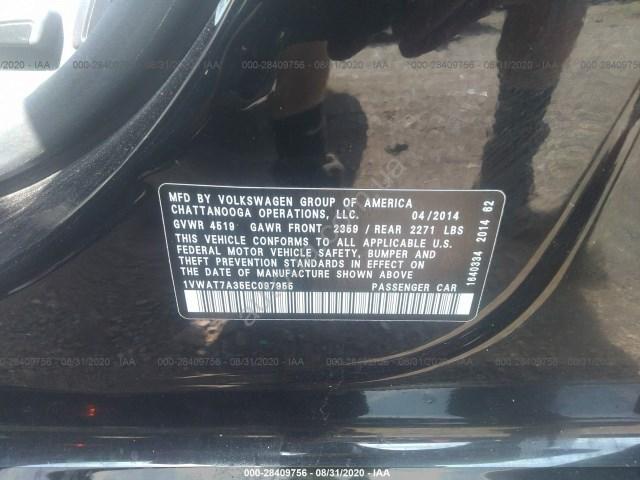 000-28409756 - 08/31/2020 - IAA
MFD BY VOLKSWAGEN GROUP OF AMERICA
CHATTANOOGA OPERATIONS, LLC. 04/2014
GVWR 4519 GAWR FRONT 2359 / REAR 2271 LBS
THIS VEHICLE CONFORMS TO ALL APPLICABLE U.S.
FEDERAL MOTOR VEHICLE SAFETY, BUMPER AND
THEFT PREVENTION STANDARDS IN EFFECT ON
THE DATE OF MANUFACTURE SHOWN ABOVE
1VWAT7A35EC097956 PASSENGER CAR
1640334 2014 62
000-28409756 - 08/31/2020 - IAA